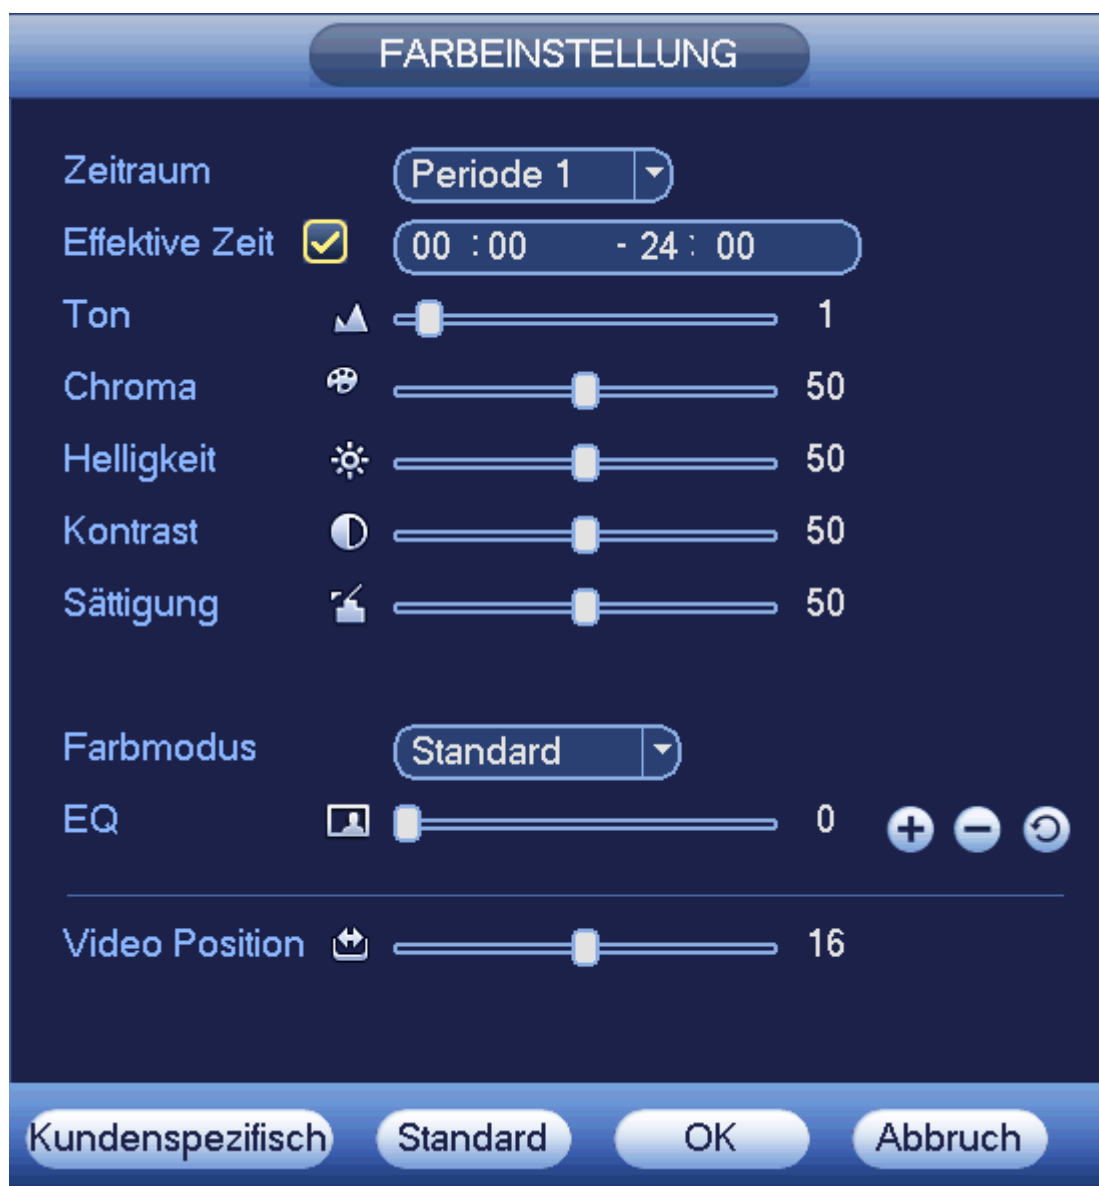 FARBEINSTELLUNG
Zeitraum Periode 1
Effektive Zeit 00 : 00 - 24 : 00
Ton 1
Chroma 50
Helligkeit 50
Kontrast 50
Sättigung 50
Farbmodus Standard
EQ 0
Video Position 16
Kundenspezifisch Standard OK Abbruch